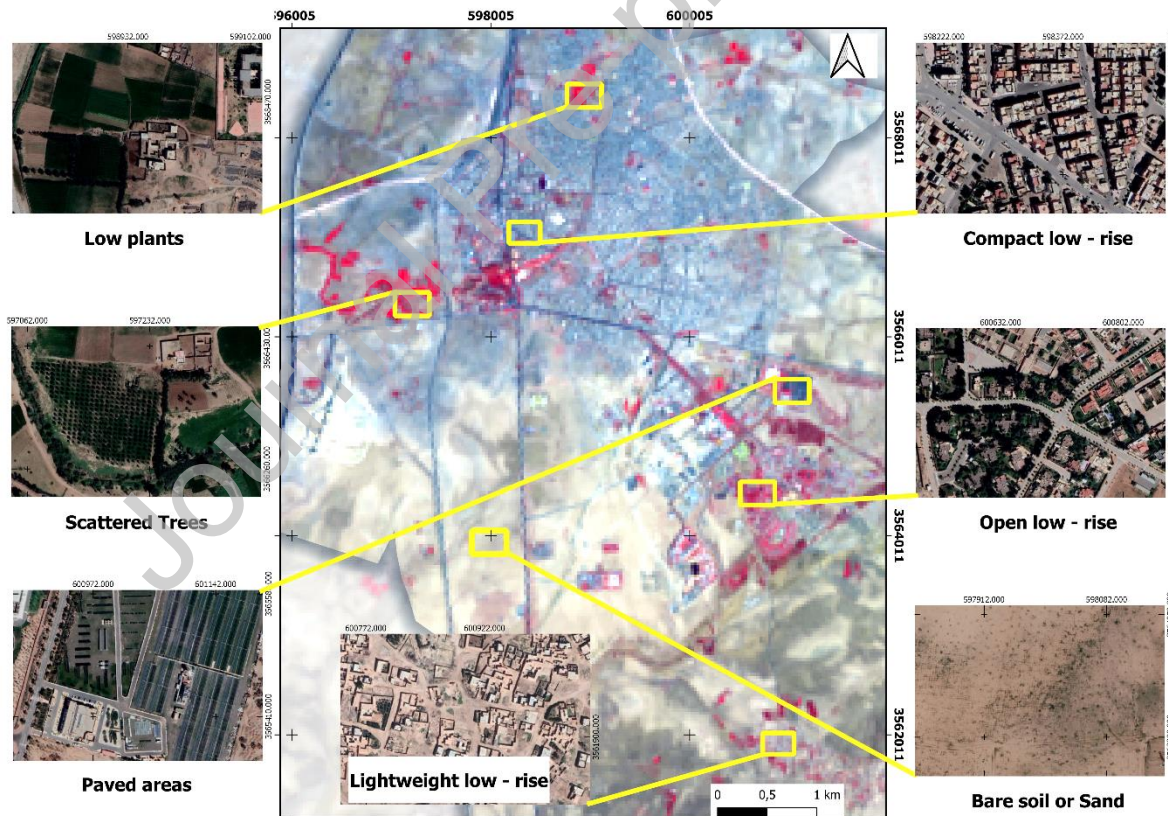 596005 598005 600005
598932.000 599102.000
3568470.000
Low plants
598222.000 598372.000
Compact low - rise
3568011
597062.000 597232.000
3566430.000
3566260.000
Scattered Trees
3566011
600632.000 600802.000
Open low - rise
3564011
600972.000 601142.000
3565410.000
Paved areas
600772.000 600922.000
3561900.000
Lightweight low - rise
3562011
597912.000 598082.000
Bare soil or Sand
0 0,5 1 km